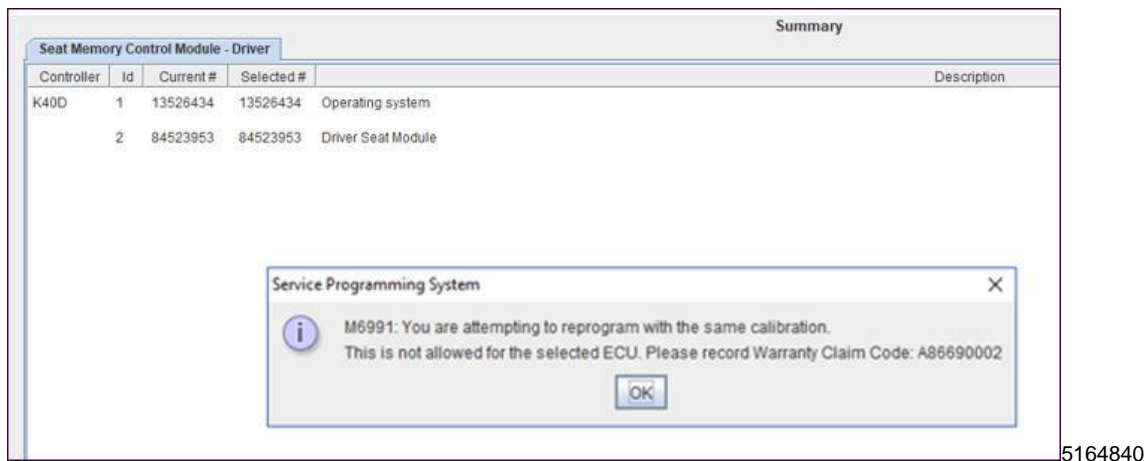 Summary
Seat Memory Control Module - Driver
Controller Id Current # Selected # Description
K40D 1 13526434 13526434 Operating system
2 84523953 84523953 Driver Seat Module
Service Programming System
M6991: You are attempting to reprogram with the same calibration.
This is not allowed for the selected ECU. Please record Warranty Claim Code: A86690002
OK
5164840